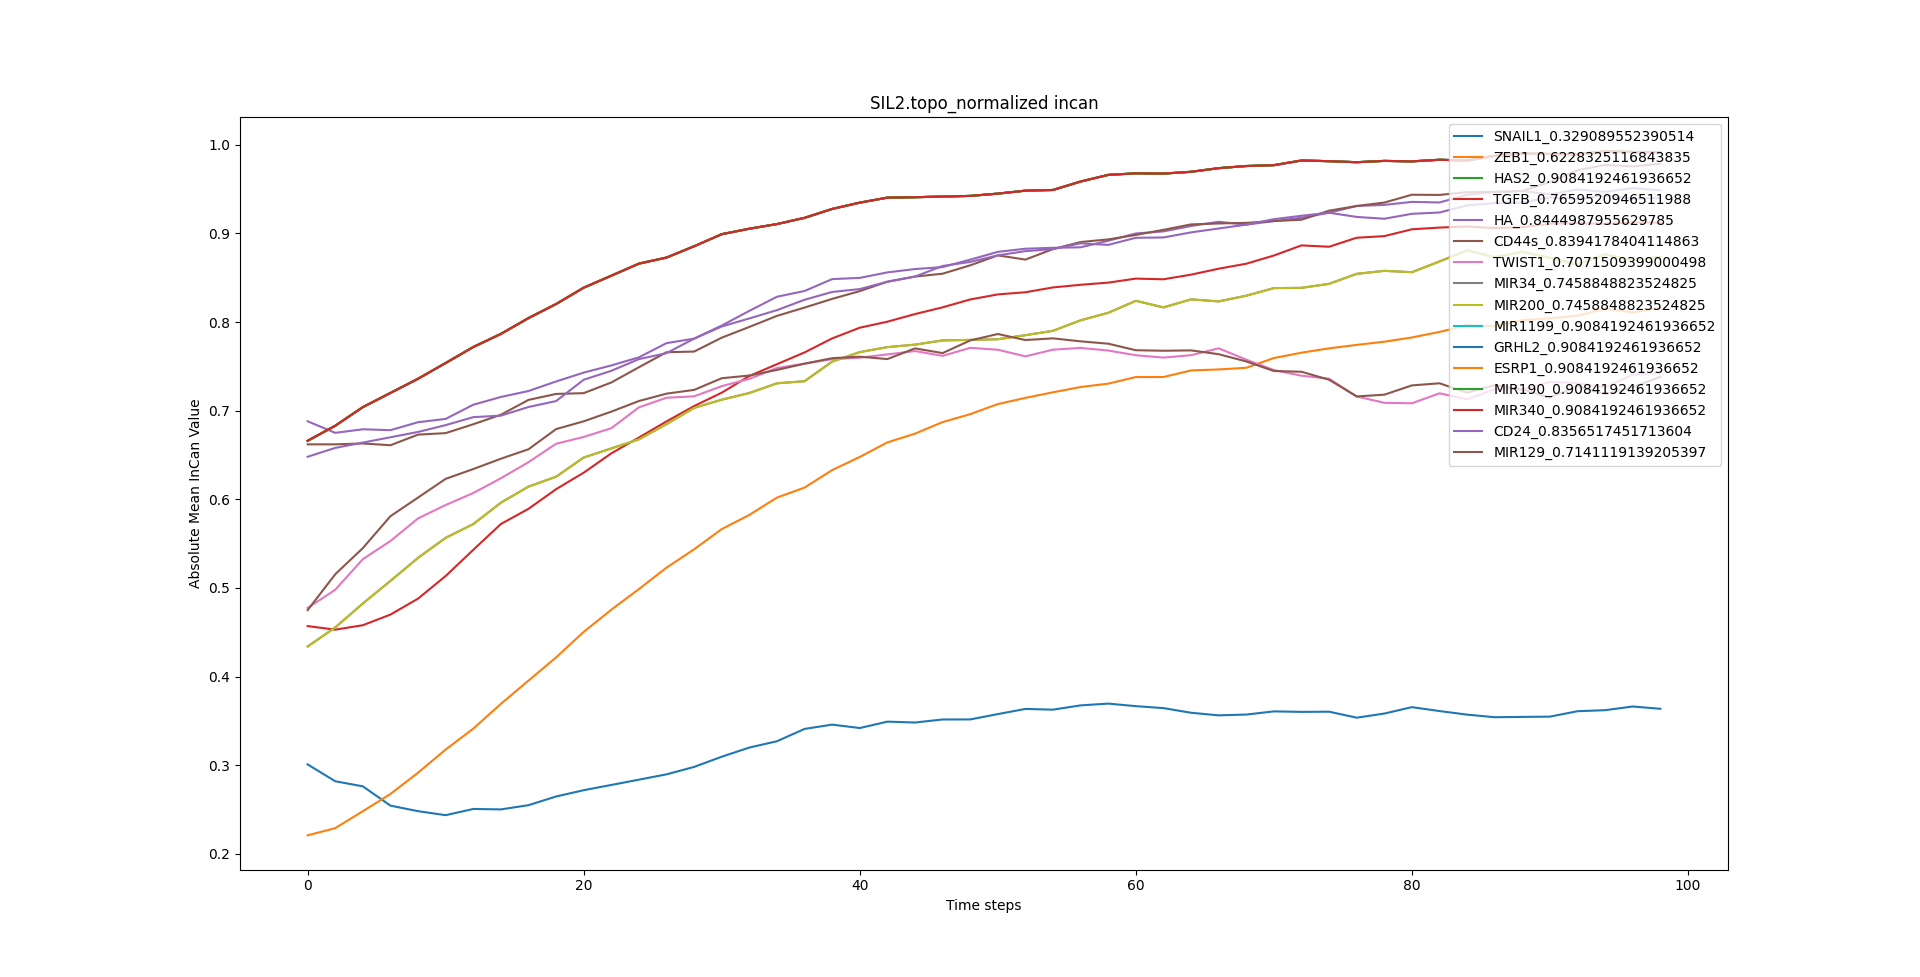 SIL2.topo_normalized incan
1.0
0.9
0.8
0.7
0.6
0.5
0.4
0.3
0.2
Absolute Mean InCan Value
SNAIL1_0.329089552390514
ZEB1_0.6228325116843835
HAS2_0.9084192461936652
TGFB_0.7659520946511988
HA_0.8444987955629785
CD44s_0.8394178404114863
TWIST1_0.7071509399000498
MIR34_0.7458848823524825
MIR200_0.7458848823524825
MIR1199_0.9084192461936652
GRHL2_0.9084192461936652
ESRP1_0.9084192461936652
MIR190_0.9084192461936652
MIR340_0.9084192461936652
CD24_0.8356517451713604
MIR129_0.7141119139205397
0 20 40 60 80 100
Time steps